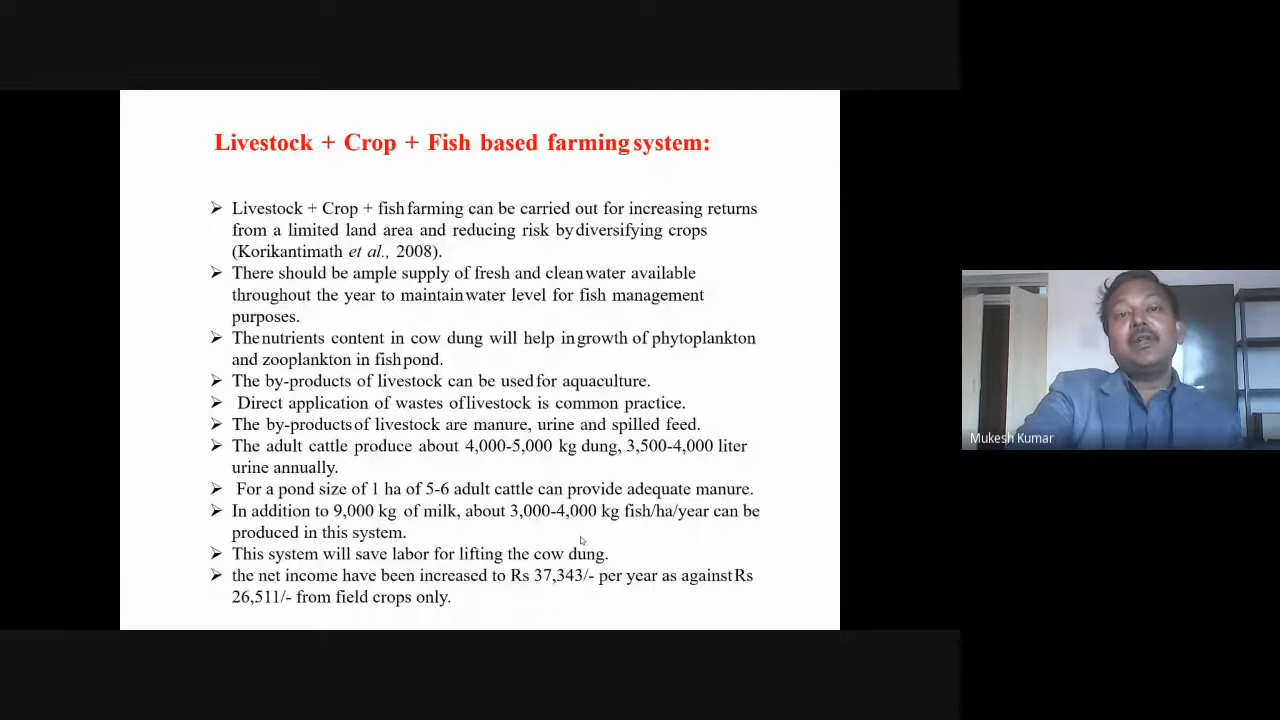 Livestock + Crop + Fish based farming system:
➢ Livestock + Crop + fish farming can be carried out for increasing returns
from a limited land area and reducing risk by diversifying crops
(Korikantimath et al., 2008).
➢ There should be ample supply of fresh and clean water available
throughout the year to maintain water level for fish management
purposes.
➢ The nutrients content in cow dung will help in growth of phytoplankton
and zooplankton in fish pond.
➢ The by-products of livestock can be used for aquaculture.
➢ Direct application of wastes of livestock is common practice.
➢ The by-products of livestock are manure, urine and spilled feed.
➢ The adult cattle produce about 4,000-5,000 kg dung, 3,500-4,000 liter
urine annually.
➢ For a pond size of 1 ha of 5-6 adult cattle can provide adequate manure.
➢ In addition to 9,000 kg of milk, about 3,000-4,000 kg fish/ha/year can be
produced in this system.
➢ This system will save labor for lifting the cow dung.
➢ the net income have been increased to Rs 37,343/- per year as against Rs
26,511/- from field crops only.
Mukesh Kumar